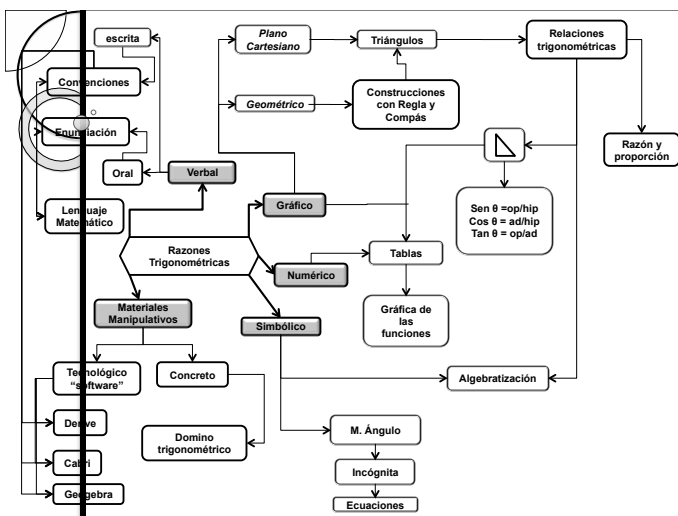 escrita
Convenciones
Enunciación
Oral
Verbal
Lenguaje
Matemático
Plano
Cartesiano
Triángulos
Relaciones
trigonométricas
Geométrico
Construcciones
con Regla y
Compás
Razón y
proporción
Gráfico
Sen θ =op/hip
Cos θ = ad/hip
Tan θ = op/ad
Razones
Trigonométricas
Tablas
Numérico
Materiales
Manipulativos
Simbólico
Gráfica de
las
funciones
Tecnológico
“software”
Concreto
Algebratización
Derive
Domino
trigonométrico
M. Ángulo
Cabri
Incógnita
Geogebra
Ecuaciones